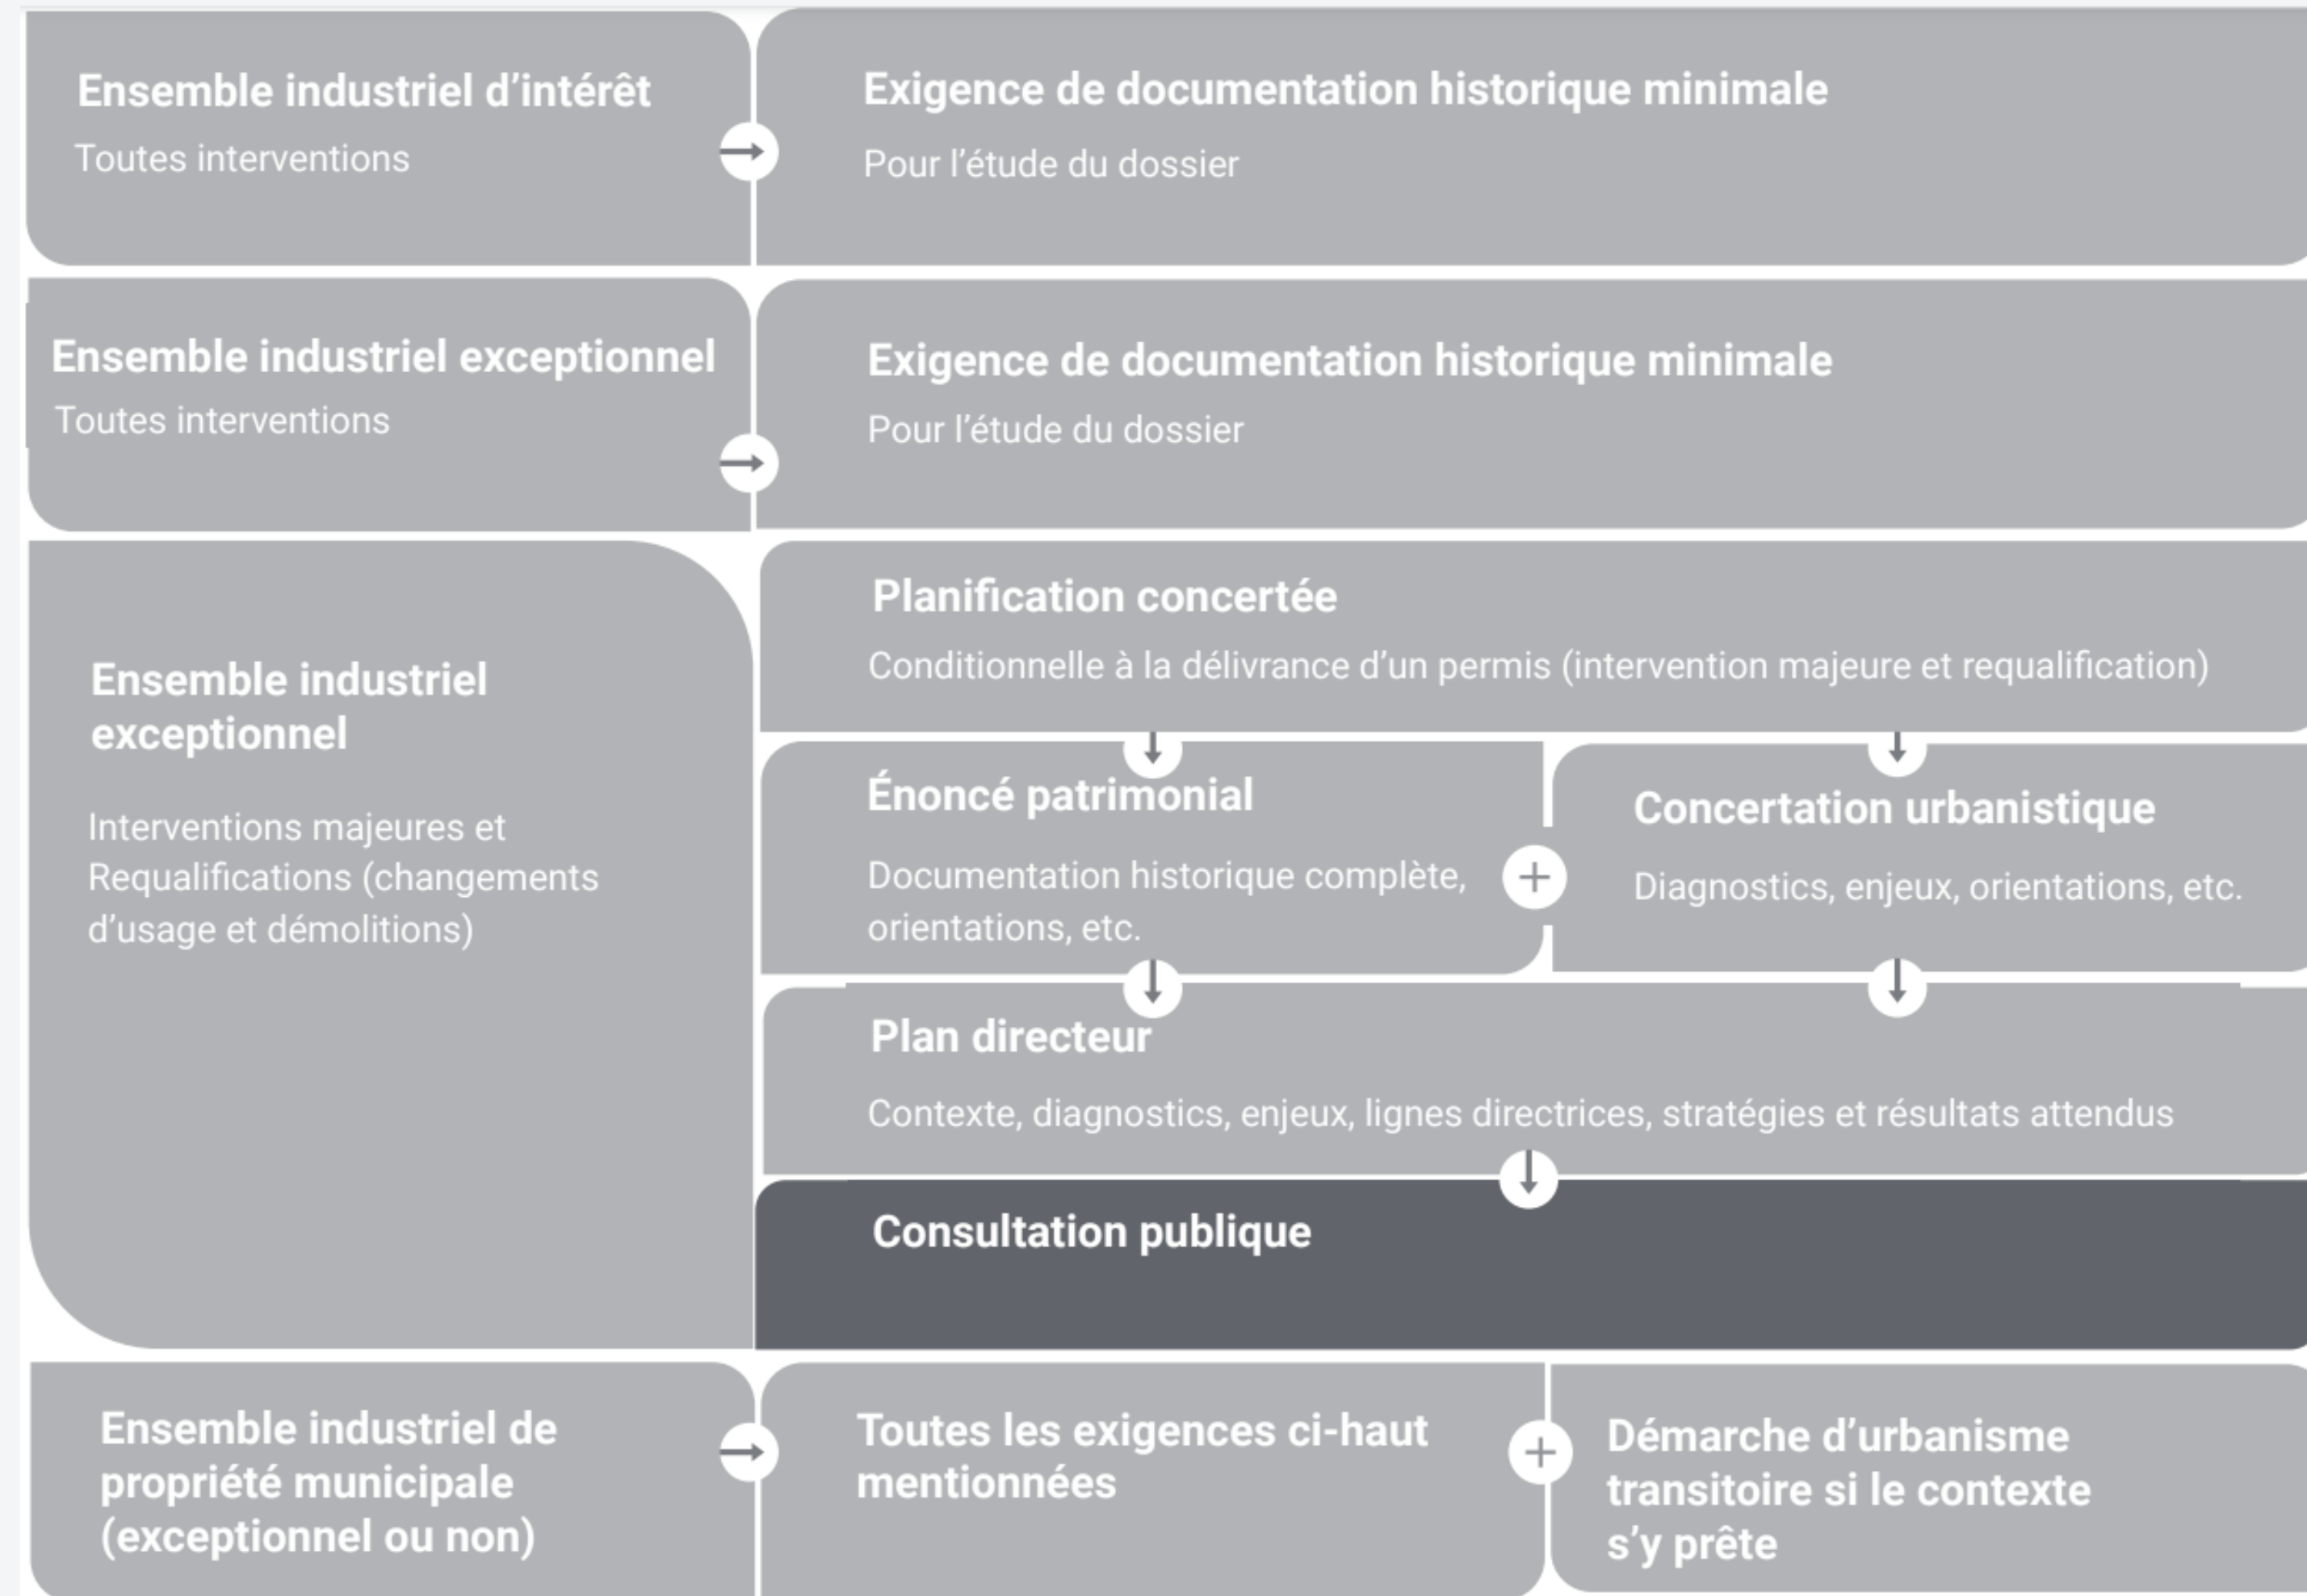 Ensemble industriel d’intérêt
Toutes interventions
Exigence de documentation historique minimale
Pour l’étude du dossier
Ensemble industriel exceptionnel
Toutes interventions
Exigence de documentation historique minimale
Pour l’étude du dossier
Ensemble industriel
exceptionnel
Interventions majeures et
Requalifications (changements
d’usage et démolitions)
Planification concertée
Conditionnelle à la délivrance d’un permis (intervention majeure et requalification)
Énoncé patrimonial
Documentation historique complète,
orientations, etc.
Concertation urbanistique
Diagnostics, enjeux, orientations, etc.
Plan directeur
Contexte, diagnostics, enjeux, lignes directrices, stratégies et résultats attendus
Consultation publique
Ensemble industriel de
propriété municipale
(exceptionnel ou non)
Toutes les exigences ci-haut
mentionnées
Démarche d’urbanisme
transitoire si le contexte
s’y prête